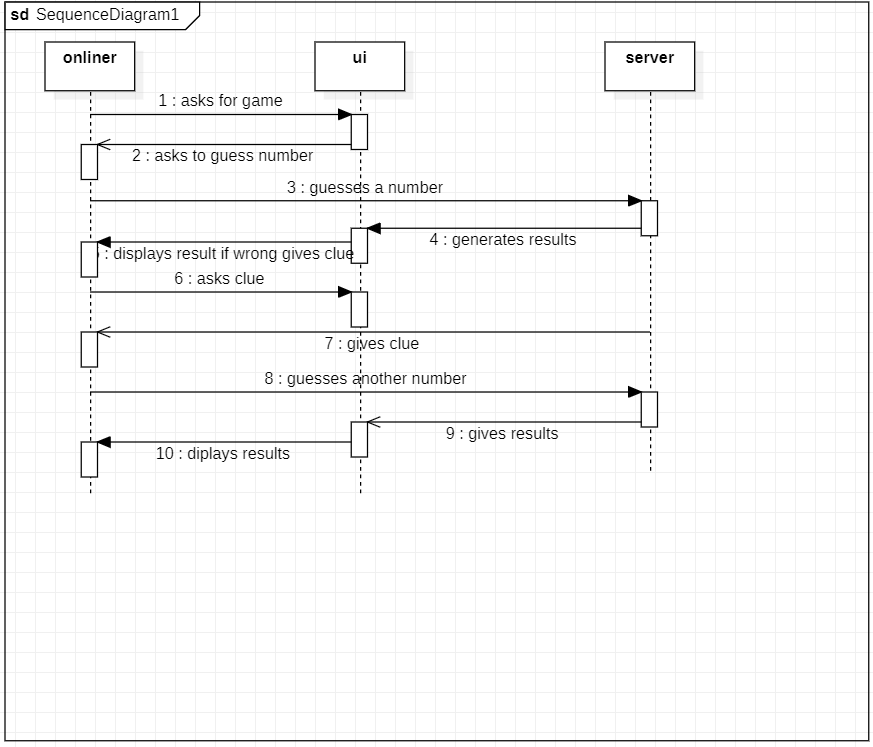 sd SequenceDiagram1
onliner
ui
server
1 : asks for game
2 : asks to guess number
3 : guesses a number
4 : generates results
: displays result if wrong gives clue
6 : asks clue
7 : gives clue
8 : guesses another number
9 : gives results
10 : diplays results